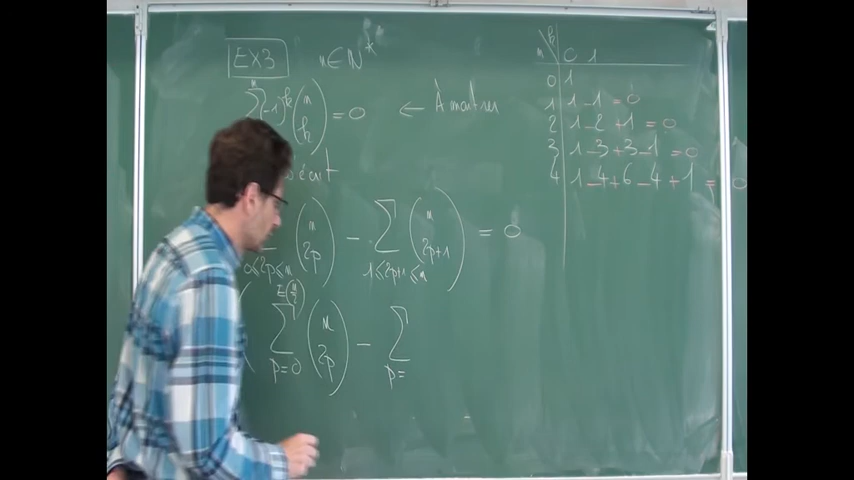 EX3 n∈ℕ*
n ∑ (-1)^k (n k) = 0 ← À montrer
écrit
0≤2p≤n (n 2p) - ∑ 1≤2p+1≤n (n 2p+1) = 0
( ∑ p=0 E(n/2) (n 2p) - ∑ p=
n\k 0 1
0 1
1 1-1=0
2 1-2+1=0
3 1-3+3-1=0
4 1-4+6-4+1=0